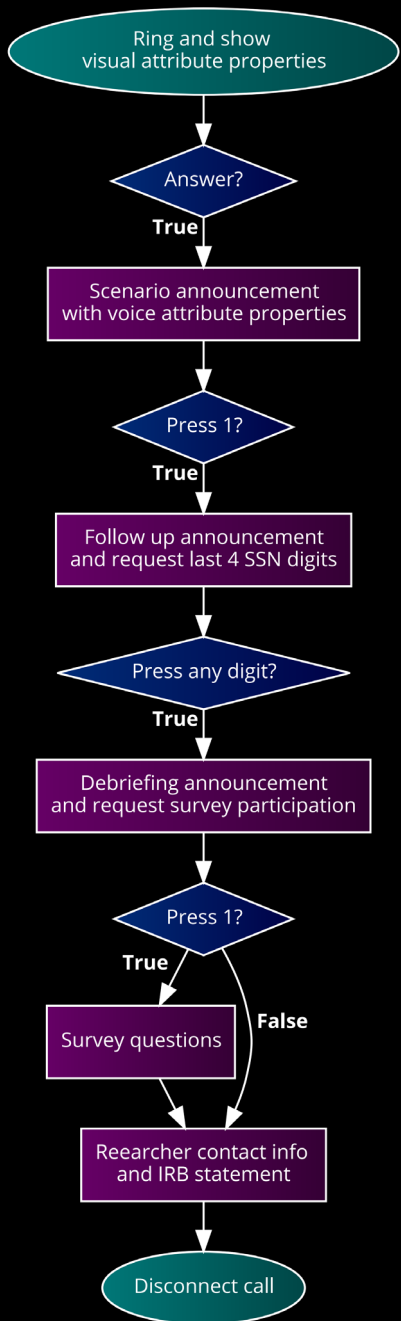 Ring and show
visual attribute properties
Answer?
True
Scenario announcement
with voice attribute properties
Press 1?
True
Follow up announcement
and request last 4 SSN digits
Press any digit?
True
Debriefing announcement
and request survey participation
Press 1?
True
False
Survey questions
Reearcher contact info
and IRB statement
Disconnect call